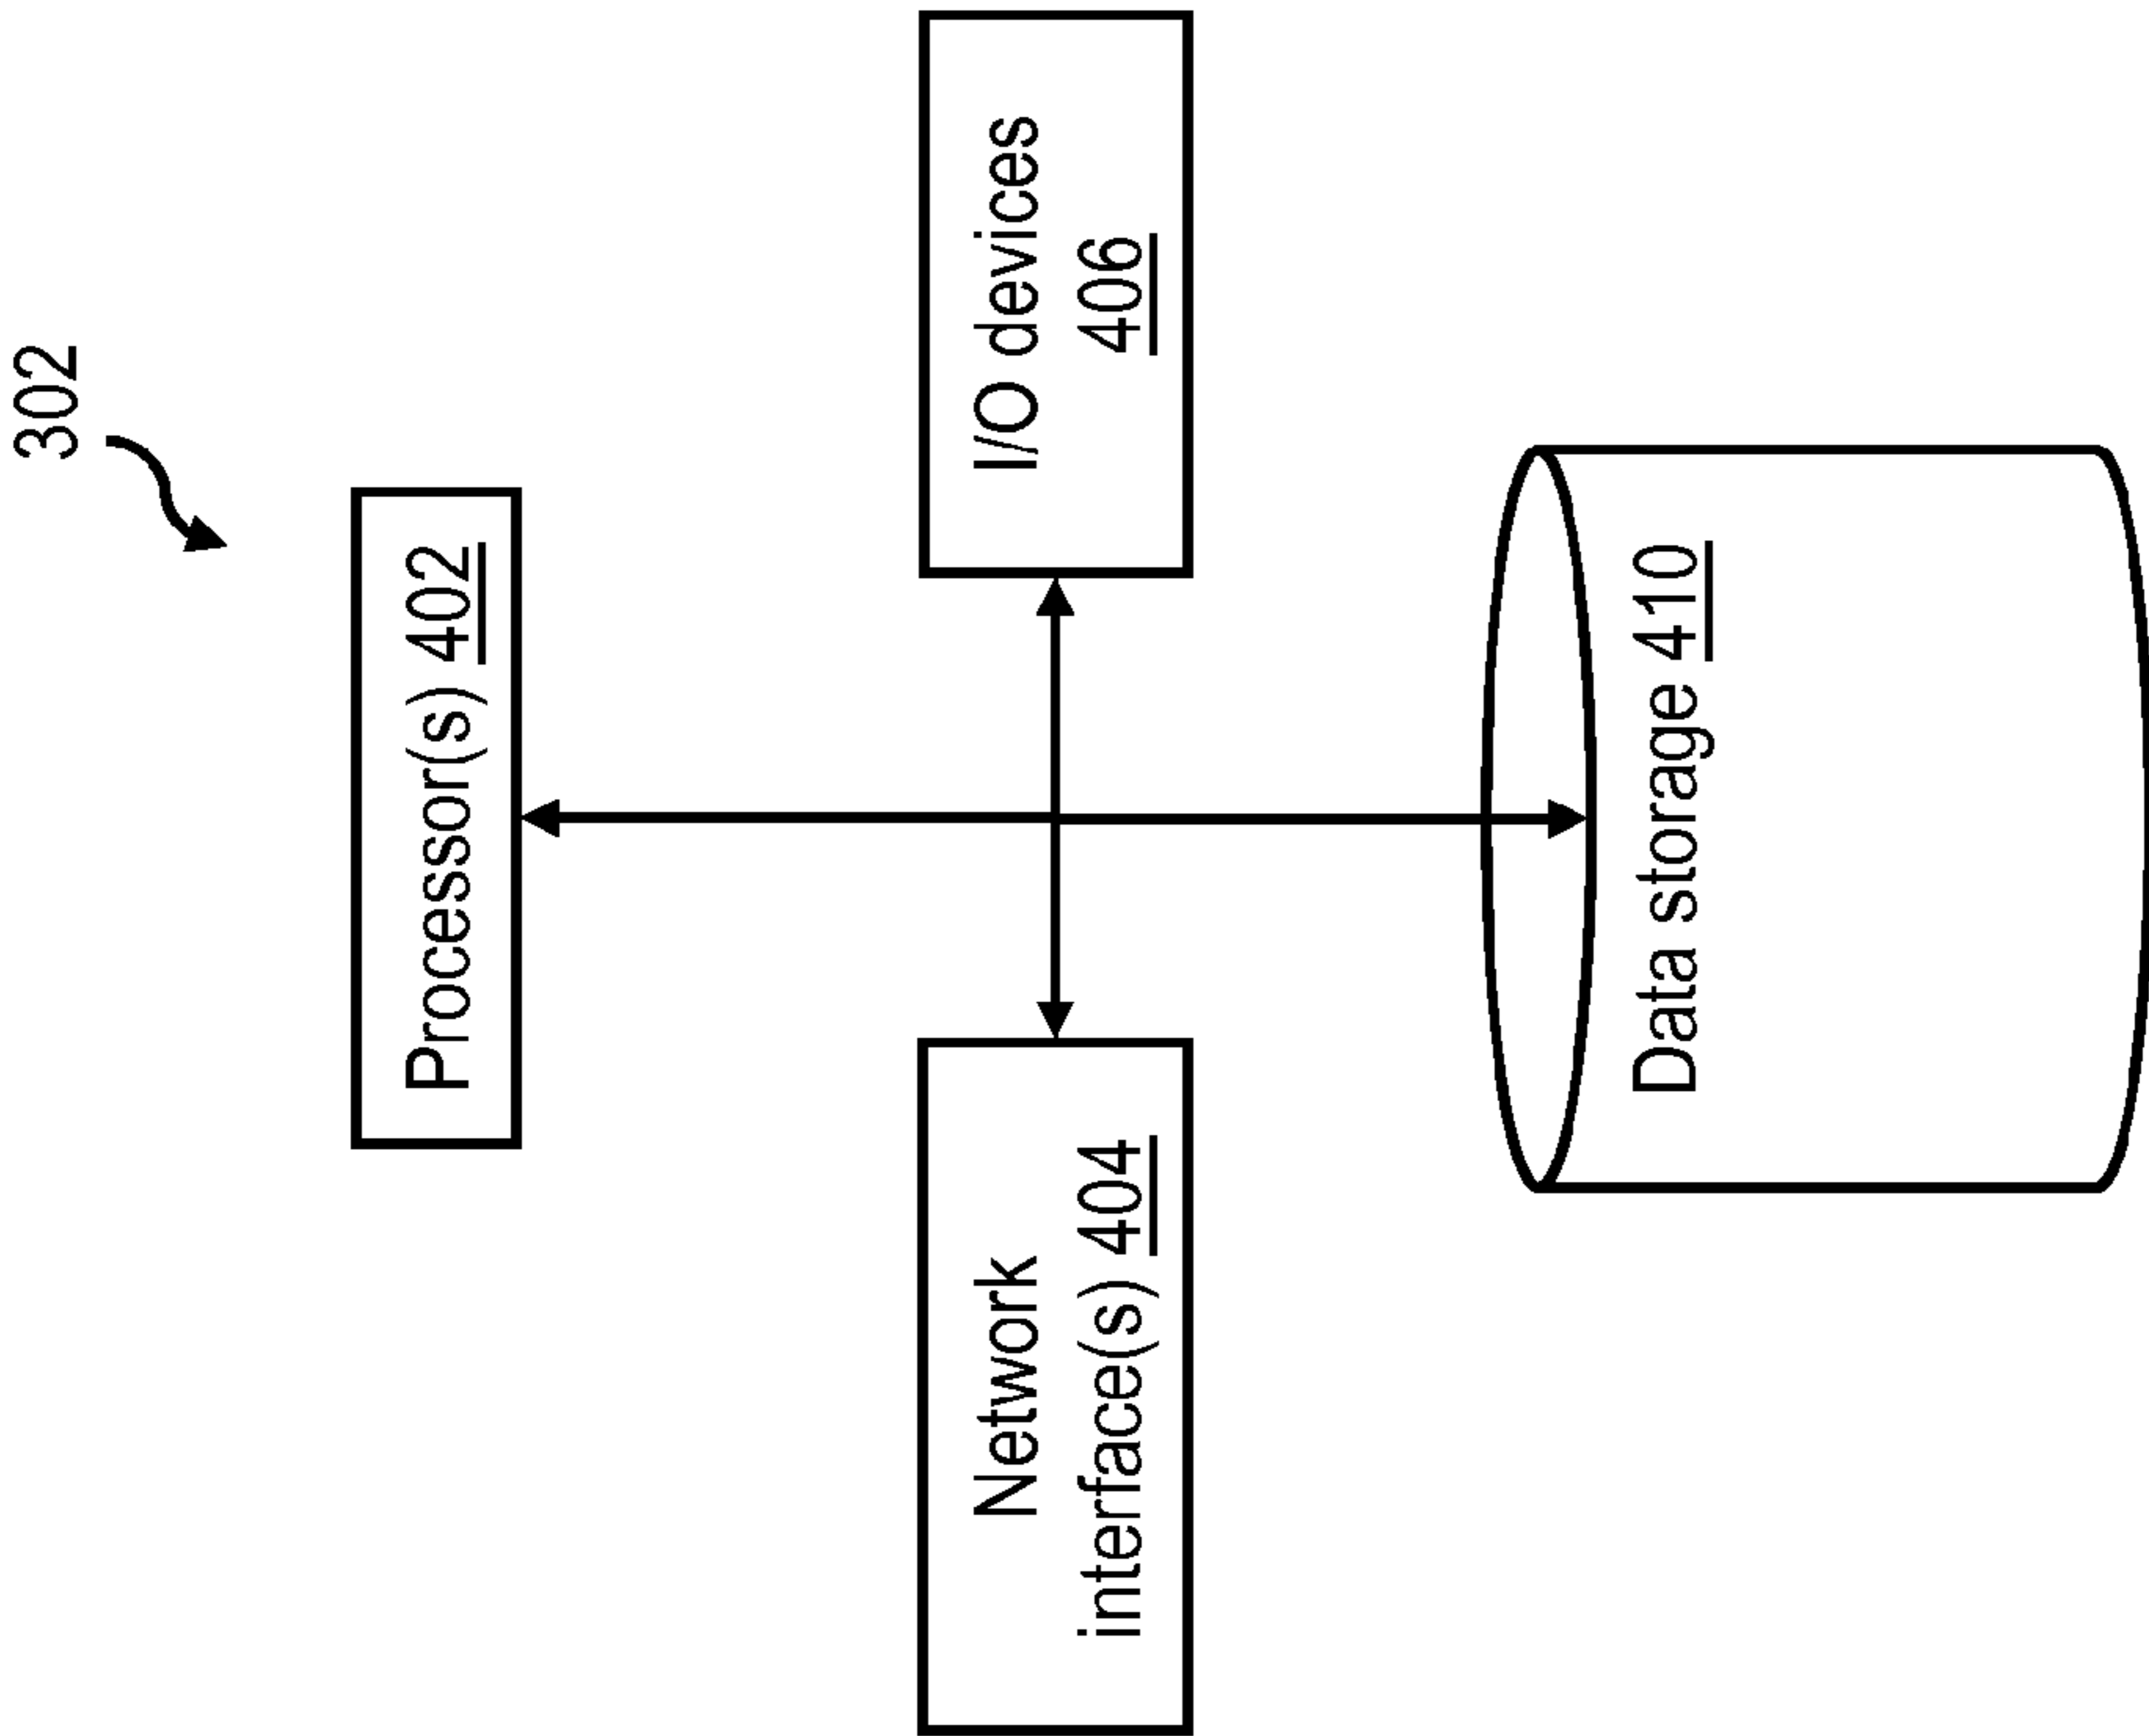 302
Processor(s) 402
Network
interface(s) 404
I/O devices
406
Data storage 410